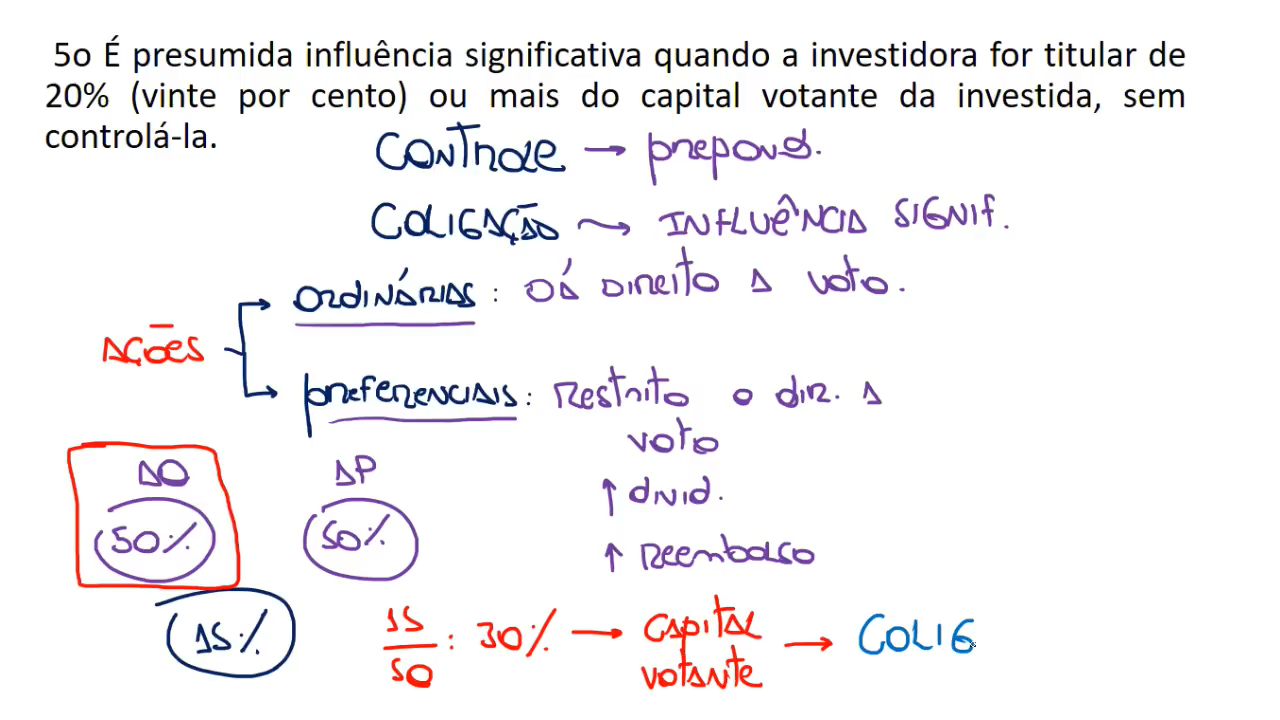 5o É presumida influência significativa quando a investidora for titular de
20% (vinte por cento) ou mais do capital votante da investida, sem
controlá-la.
CONTROLE → prepond.
COLIGAÇÃO → INFLUÊNCIA SIGNIF.
ORDINÁRIAS : DÁ DIREITO A VOTO.
AÇÕES
preferenciais : Restrito o dir. A
voto
AO AP ↑ divid.
50% 50% ↑ Reembolso
15% 15/50 : 30% → CAPITAL VOTANTE → COLIG